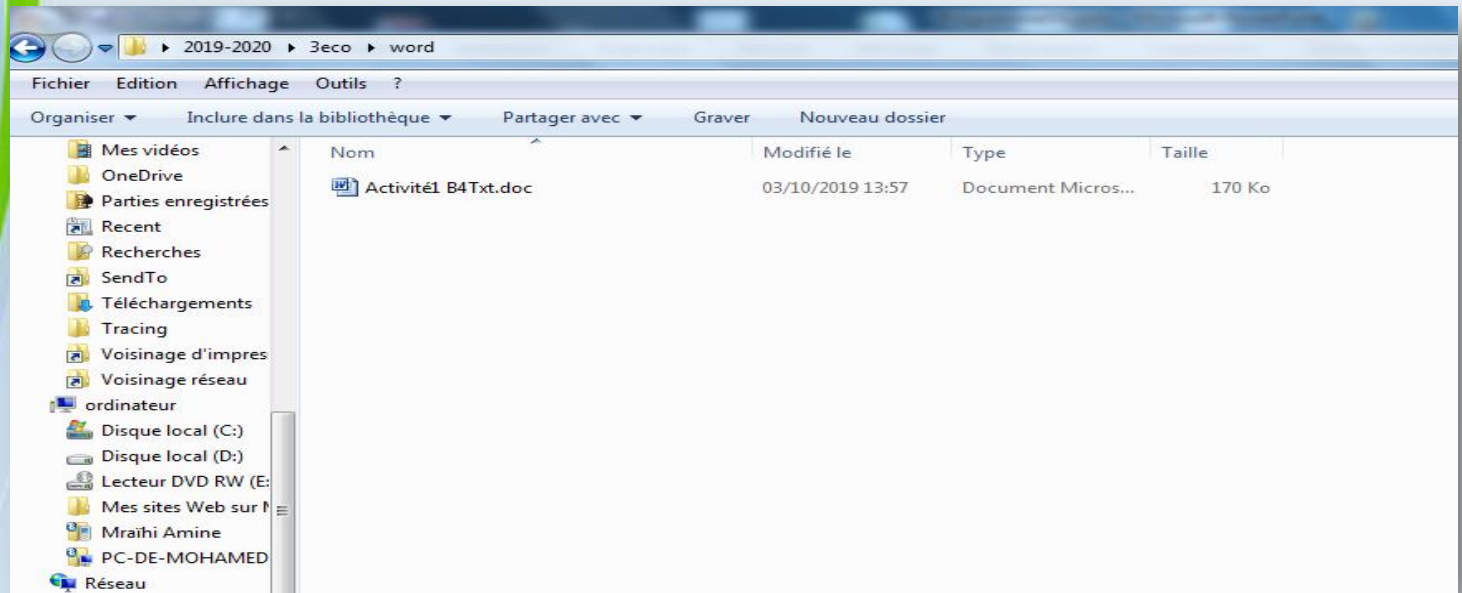 2019-2020 ▸ 3eco ▸ word
Fichier Edition Affichage Outils ?
Organiser Inclure dans la bibliothèque Partager avec Graver Nouveau dossier
Nom Modifié le Type Taille
Activité1 B4Txt.doc 03/10/2019 13:57 Document Micros... 170 Ko
Mes vidéos
OneDrive
Parties enregistrées
Recent
Recherches
SendTo
Téléchargements
Tracing
Voisinage d'impres
Voisinage réseau
ordinateur
Disque local (C:)
Disque local (D:)
Lecteur DVD RW (E:
Mes sites Web sur
Mraïhi Amine
PC-DE-MOHAMED
Réseau